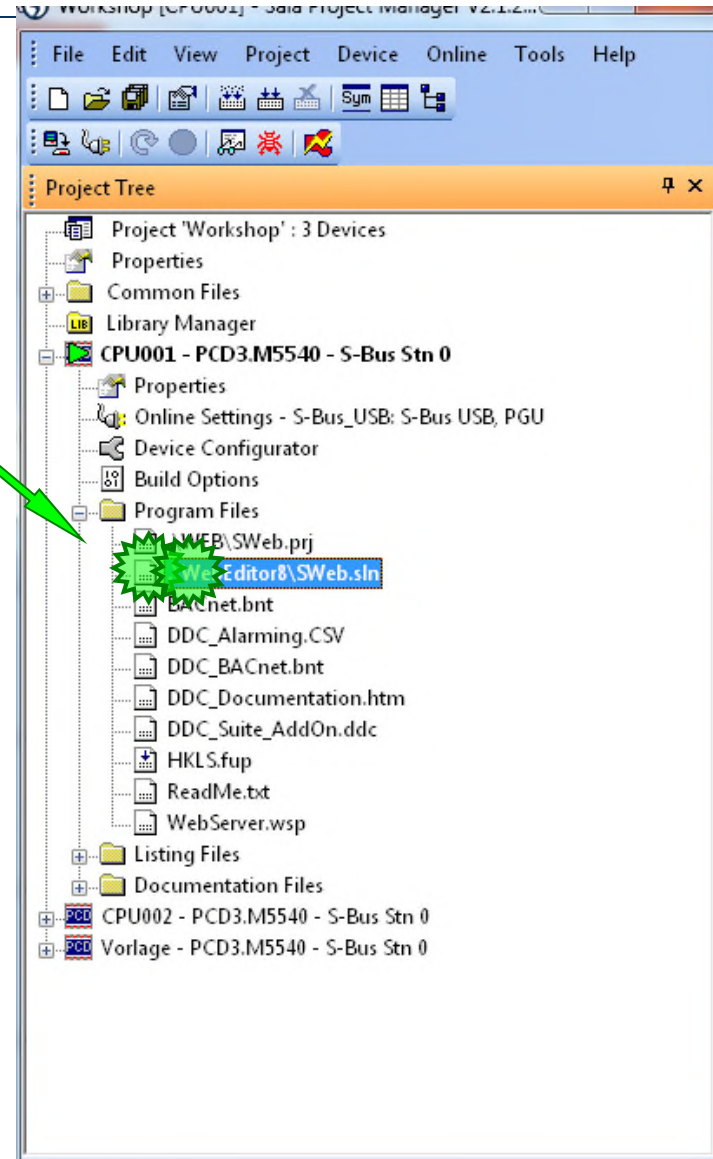 Workshop [CPU001] - Saia Project Manager V2.1.2...
File Edit View Project Device Online Tools Help
Sym
Project Tree
Project 'Workshop' : 3 Devices
Properties
Common Files
LIB Library Manager
CPU001 - PCD3.M5540 - S-Bus Stn 0
Properties
Online Settings - S-Bus_USB: S-Bus USB, PGU
Device Configurator
Build Options
Program Files
\SWeb.prj
Editor8\SWeb.sln
BACnet.bnt
DDC_Alarming.CSV
DDC_BACnet.bnt
DDC_Documentation.htm
DDC_Suite_AddOn.ddc
HKLS.fup
ReadMe.txt
WebServer.wsp
Listing Files
Documentation Files
PCD CPU002 - PCD3.M5540 - S-Bus Stn 0
PCD Vorlage - PCD3.M5540 - S-Bus Stn 0